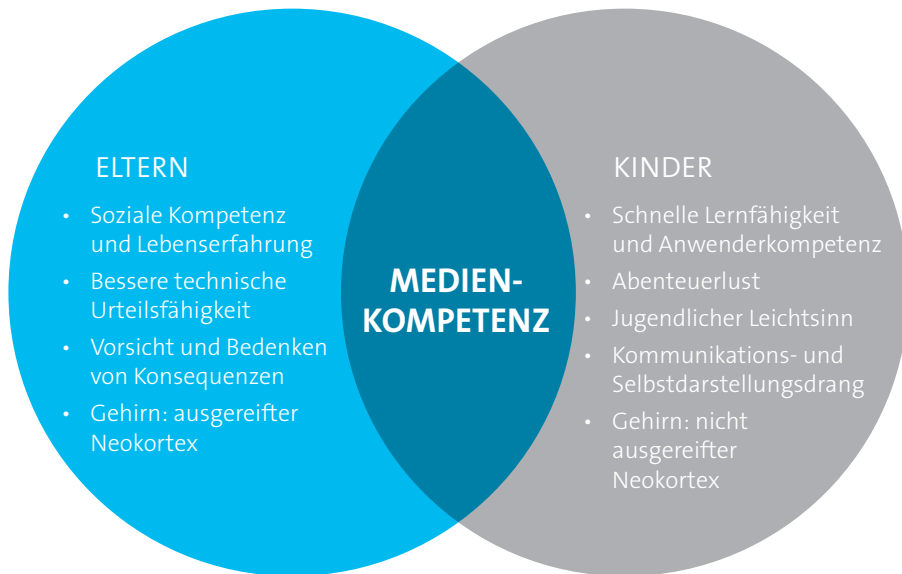 ELTERN
• Soziale Kompetenz
und Lebenserfahrung
• Bessere technische
Urteilsfähigkeit
• Vorsicht und Bedenken
von Konsequenzen
• Gehirn: ausgereifter
Neokortex
MEDIEN-
KOMPETENZ
KINDER
• Schnelle Lernfähigkeit
und Anwenderkompetenz
• Abenteuerlust
• Jugendlicher Leichtsinn
• Kommunikations- und
Selbstdarstellungsdrang
• Gehirn: nicht
ausgereifter
Neokortex